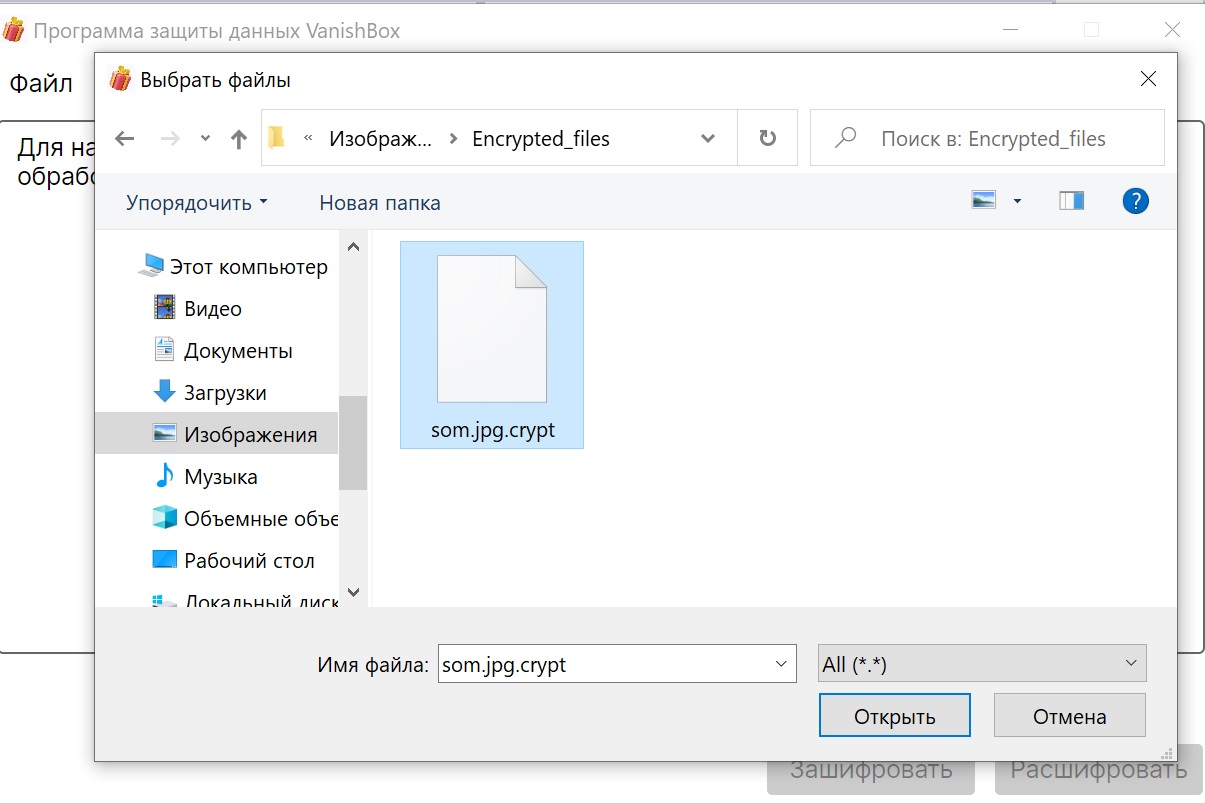 Программа защиты данных VanishBox
Файл
Выбрать файлы
Для на
обрабо
« Изображ... > Encrypted_files
Поиск в: Encrypted_files
Упорядочить
Новая папка
?
Этот компьютер
Видео
Документы
Загрузки
Изображения
Музыка
Объемные объе
Рабочий стол
Локальный диск
som.jpg.crypt
Имя файла:
som.jpg.crypt
All (*.*)
Открыть
Отмена
Зашифровать
Расшифровать